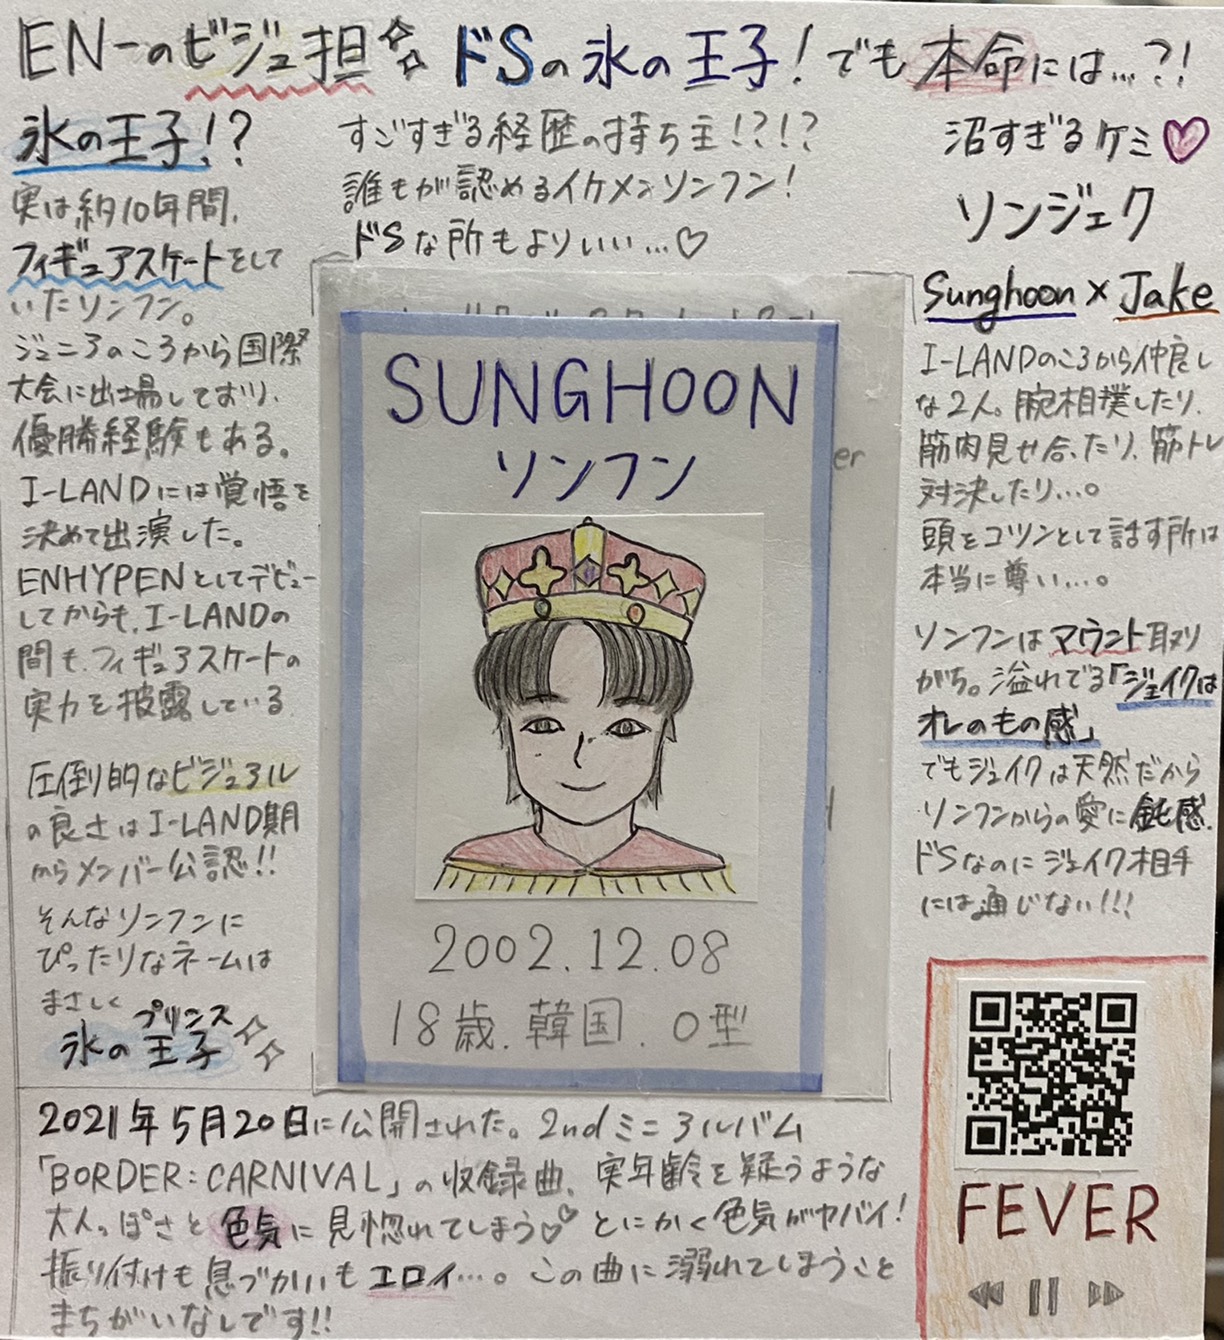 EN-のビジュ担 ドSの氷の王子！でも本命には…?!
氷の王子！?
実は約10年間、
フィギュアスケートをして
いたソンフン。
ジュニアのころから国際
大会に出場しており、
優勝経験もある。
I-LANDには覚悟を
決めて出演した。
ENHYPENとしてデビュー
してからも、I-LANDの
間も、フィギュアスケートの
実力を披露している
圧倒的なビジュアル
の良さはI-LAND期
からメンバー公認!!
そんなソンフンに
ぴったりなネームは
まさしく
プリンス
氷の王子
すごすぎる経歴の持ち主!?!?
誰もが認めるイケメンソンフン！
ドSな所もよりいい…♡
SUNGHOON
ソンフン
2002.12.08
18歳. 韓国. O型
er
沼すぎるケミ♡
ソンジェク
Sunghoon × Jake
I-LANDのころから仲良し
な2人。腕相撲したり、
筋肉見せ合ったり、筋トレ
対決したり…。
頭をコツンとして話す所は
本当に尊い…。
ソンフンはマウント取り
がち。溢れでる「ジェイクは
オレのもの感」
でもジェイクは天然だから
ソンフンからの愛に鈍感。
ドSなのにジェイク相手
には通じない!!!
2021年5月20日に公開された。2ndミニアルバム
「BORDER:CARNIVAL」の収録曲、実年齢を疑うような
大人っぽさと色気に見惚れてしまう♡♡ とにかく色気がヤバイ！
振り付けも息づかいもエロイ…。この曲に溺れてしまうこと
まちがいなしです!!
FEVER